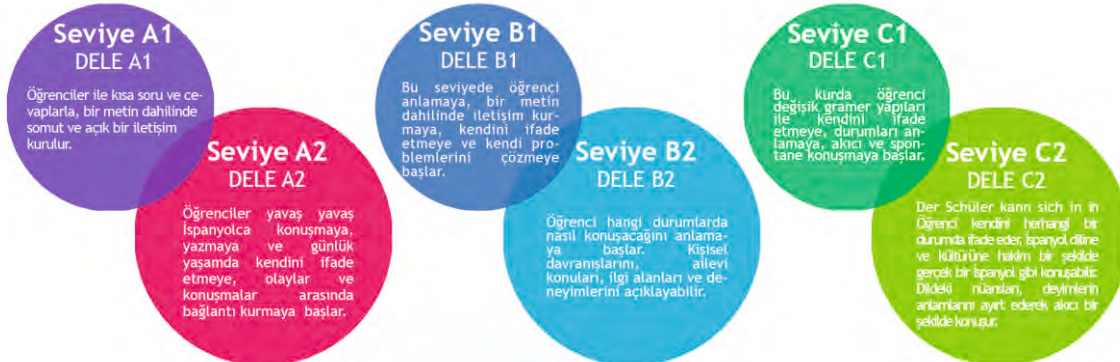 Seviye A1
DELE A1
Öğrenciler ile kısa soru ve ce-
vaplarla, bir metin dahilinde
somut ve açık bir iletişim
kurulur.
Seviye A2
DELE A2
Öğrenciler yavaş yavaş
İspanyolca konuşmaya,
yazmaya ve günlük
yaşamda kendini ifade
etmeye, olaylar ve
konuşmalar arasında
bağlantı kurmaya başlar.
Seviye B1
DELE B1
Bu seviyede öğrenci
anlamaya, bir metin
dahilinde iletişim kur-
maya, kendini ifade
etmeye ve kendi pro-
blemlerini çözmeye
başlar.
Seviye B2
DELE B2
Öğrenci hangi durumlarda
nasıl konuşacağını anlama-
ya başlar. Kişisel
davranışlarını, ailevi
konuları, ilgi alanları ve de-
neyimlerini açıklayabilir.
Seviye C1
DELE C1
Bu kurda öğrenci
değişik gramer yapıları
ile kendini ifade
etmeye, durumları an-
lamaya, akıcı ve spon-
tane konuşmaya başlar.
Seviye C2
DELE C2
Der Schüler kann sich in in
Öğrenci kendini herhangi bir
durumda ifade eder, İspanyol diline
ve kültürüne hakim bir şekilde
gerçek bir İspanyol gibi konuşabilir.
Dildeki nüansları, deyimlerin
anlamlarını ayırt ederek akıcı bir
şekilde konuşur.